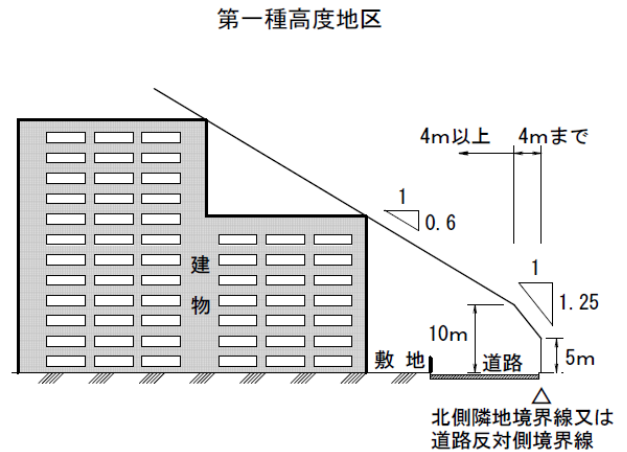 第一種高度地区
4m以上
4mまで
1
0.6
1
1.25
建
物
10m
5m
敷地
道路
北側隣地境界線又は
道路反対側境界線